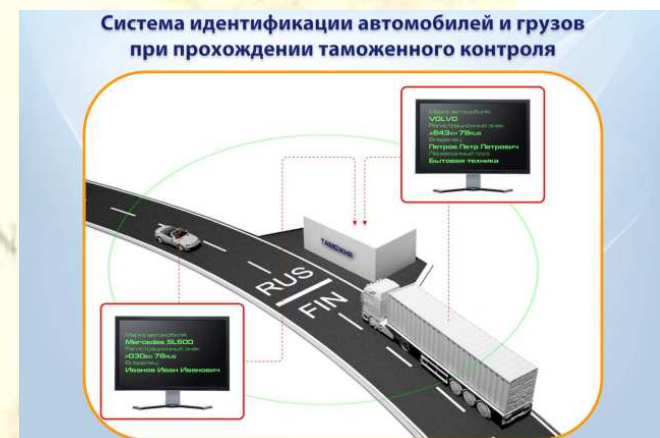 Система идентификации автомобилей и грузов
при прохождении таможенного контроля
Марка автомобиля:
VOLVO
Регистрационный знак:
643 78RUS
Владелец:
Петров Петр Петрович
Перевозимый груз:
Бытовая техника
ТАМОЖНЯ
RUS
FIN
Марка автомобиля:
Mercedes SL500
Регистрационный знак:
030 78RUS
Владелец:
Иванов Иван Иванович